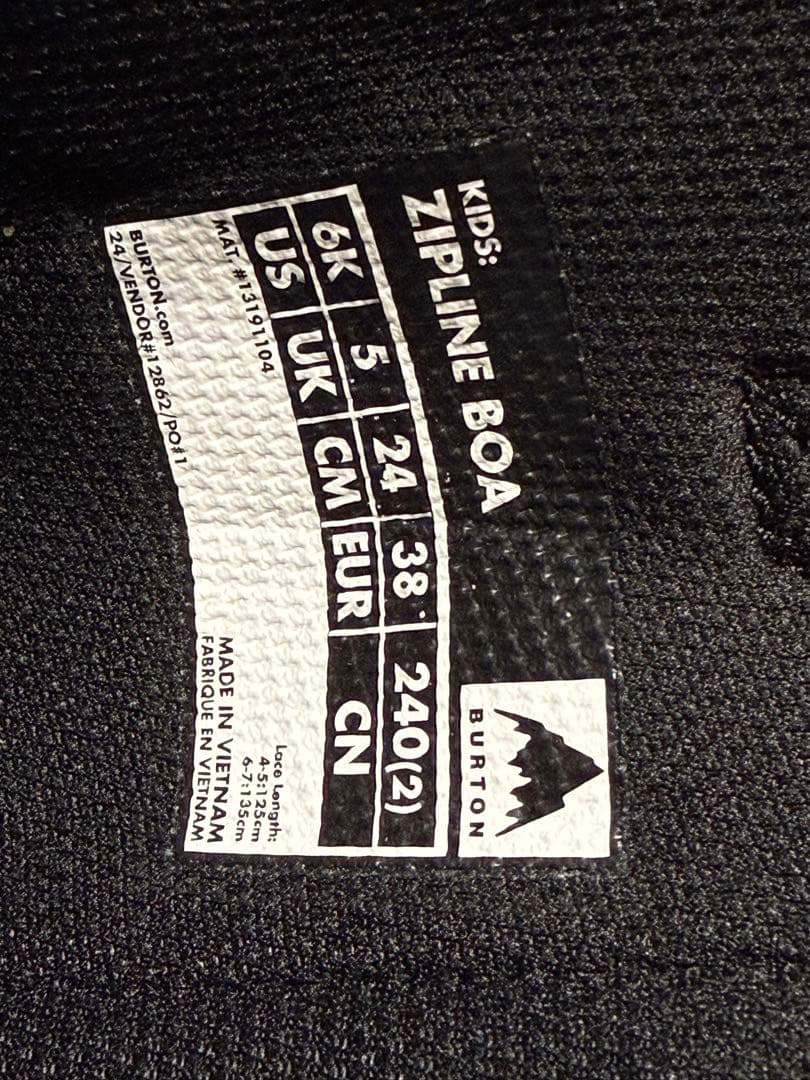 KIDS:
ZIPLINE BOA
BURTON
6K 5 24 38 240(2)
US UK CM EUR CN
MAT. #13191104
Lace Length:
4-5:125cm
6-7:135cm
BURTON.com
24/VENDOR#12862/PO#1
MADE IN VIETNAM
FABRIQUE EN VIETNAM